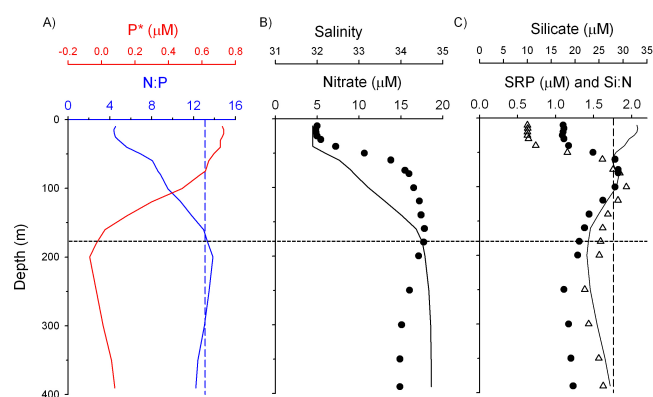 A)
P* (μM)
-0.2 0.0 0.2 0.4 0.6 0.8
N:P
0 4 8 12 16
B)
Salinity
31 32 33 34 35
Nitrate (μM)
0 5 10 15 20
C)
Silicate (μM)
0 5 10 15 20 25 30 35
SRP (μM) and Si:N
0.0 0.5 1.0 1.5 2.0
Depth (m)
0
100
200
300
400